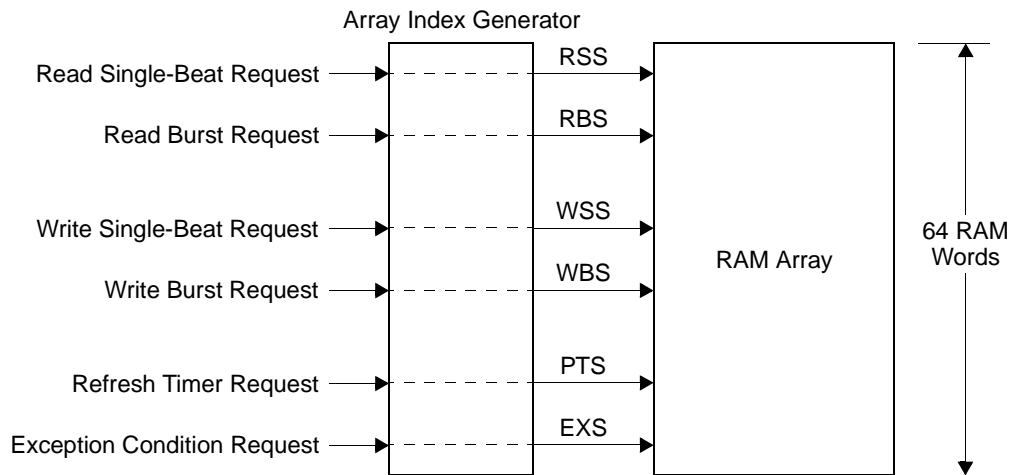 Array Index Generator
Read Single-Beat Request
RSS
Read Burst Request
RBS
Write Single-Beat Request
WSS
64 RAM
Words
RAM Array
Write Burst Request
WBS
Refresh Timer Request
PTS
Exception Condition Request
EXS